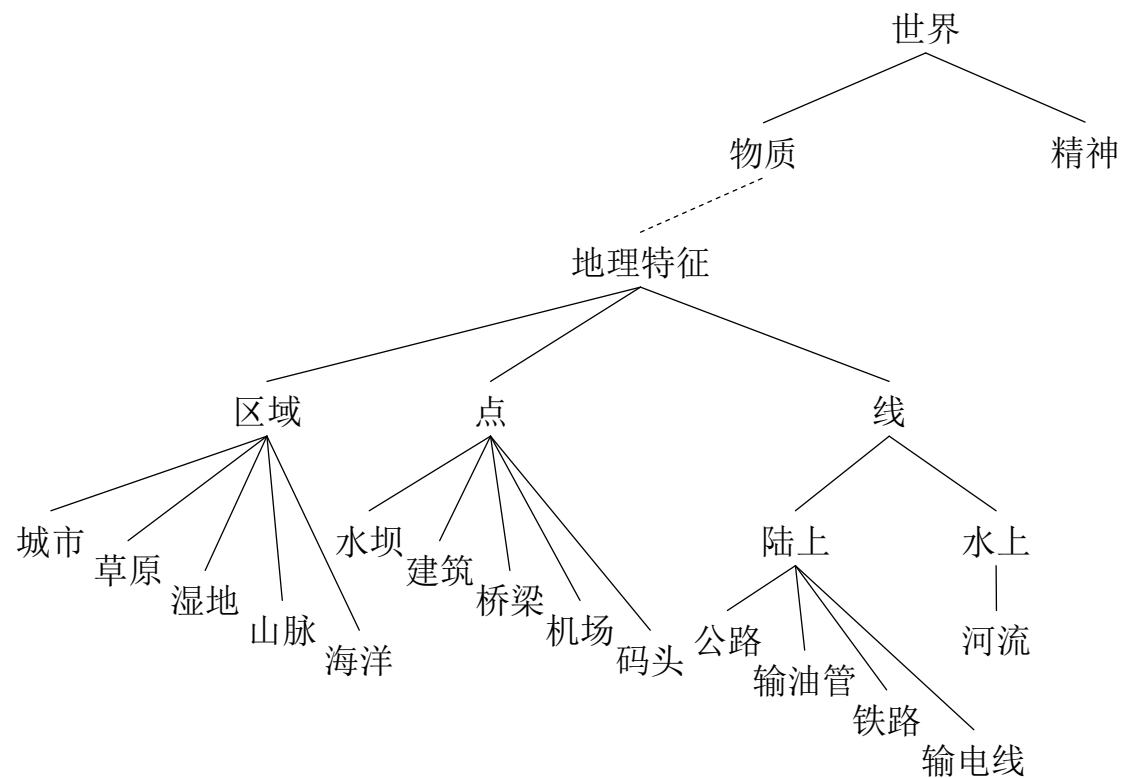 世界
物质
精神
地理特征
区域
点
线
城市
草原
湿地
山脉
海洋
水坝
建筑
桥梁
机场
码头
陆上
水上
公路
输油管
铁路
输电线
河流